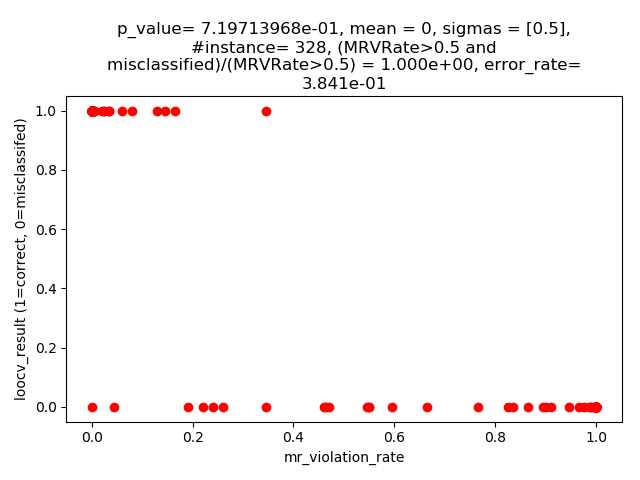 p_value= 7.19713968e-01, mean = 0, sigmas = [0.5],
#instance= 328, (MRVRate>0.5 and
misclassified)/(MRVRate>0.5) = 1.000e+00, error_rate=
3.841e-01
loocv_result (1=correct, 0=misclassifed)
1.0
0.8
0.6
0.4
0.2
0.0
0.0 0.2 0.4 0.6 0.8 1.0
mr_violation_rate